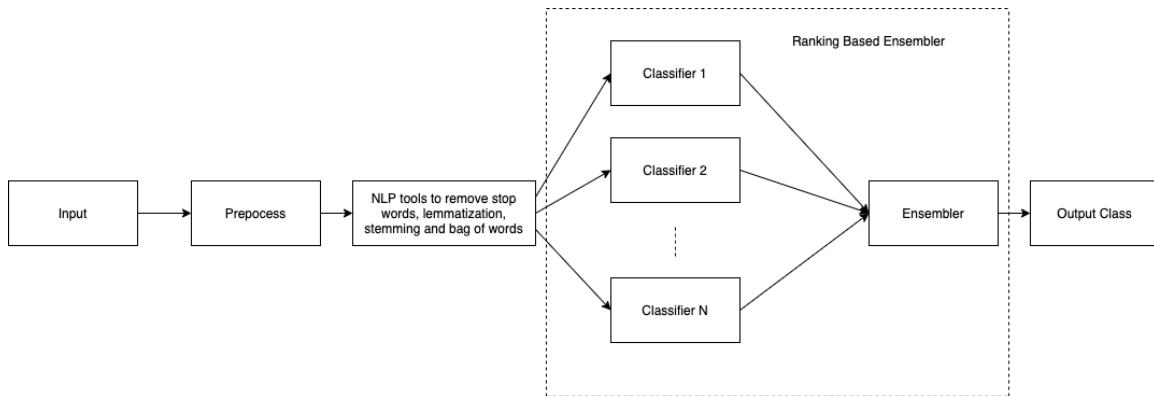 Ranking Based Ensembler
Classifier 1
Classifier 2
Input
Prepocess
NLP tools to remove stop
words, lemmatization,
stemming and bag of words
Ensembler
Output Class
Classifier N